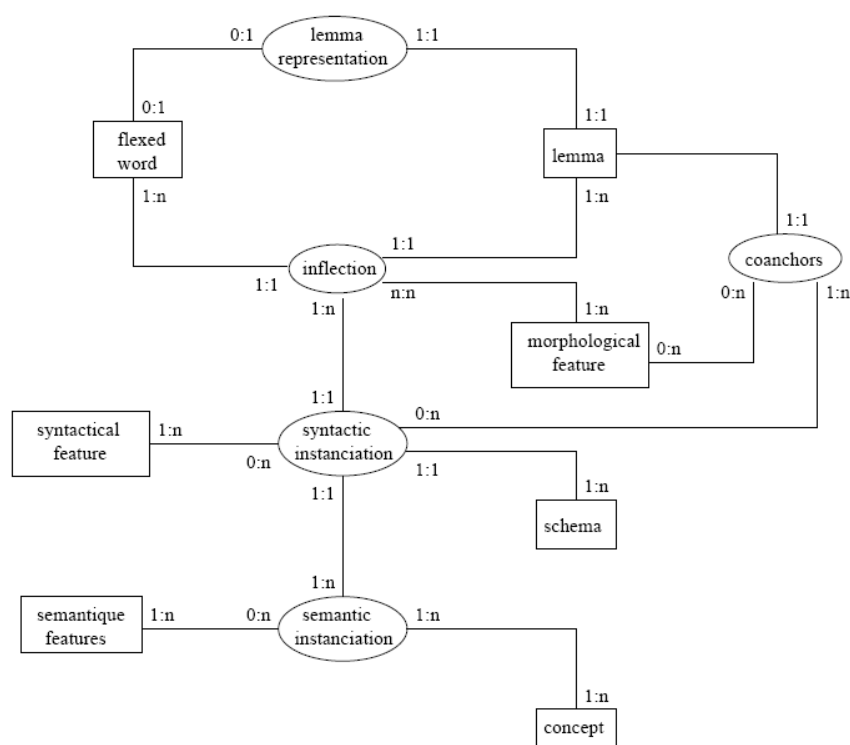 0:1
lemma
representation
1:1
0:1
flexed
word
1:1
lemma
1:n
1:n
1:1
inflection
1:1
1:n
n:n
1:1
coanchors
0:n
1:n
1:n
morphological
feature
0:n
1:1
0:n
syntactical
feature
1:n
syntactic
instanciation
0:n
1:1
1:1
1:n
schema
1:n
semantique
features
1:n
0:n
semantic
instanciation
1:n
1:n
concept